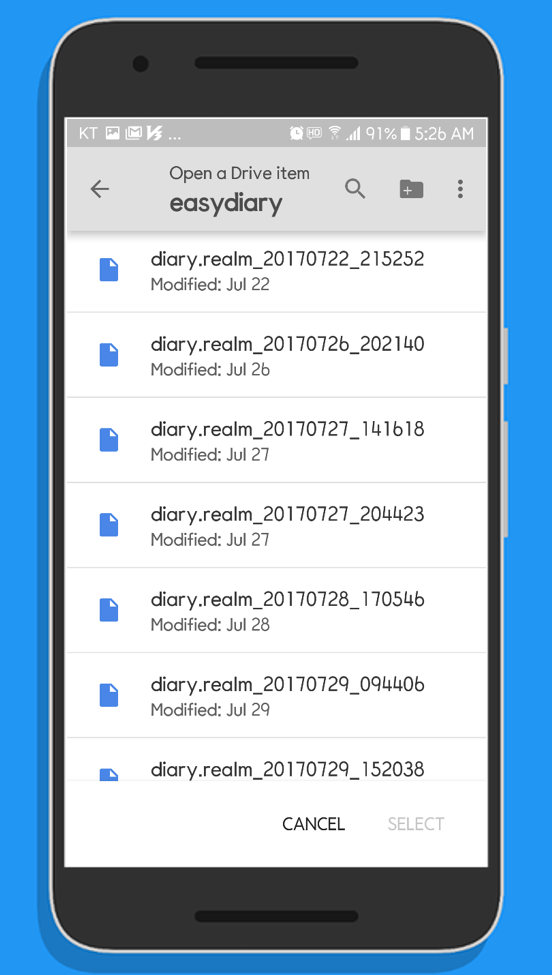 KT ... HD 91% 5:26 AM
Open a Drive item
easydiary
diary.realm_20170722_215252
Modified: Jul 22
diary.realm_20170726_202140
Modified: Jul 26
diary.realm_20170727_141618
Modified: Jul 27
diary.realm_20170727_204423
Modified: Jul 27
diary.realm_20170728_170546
Modified: Jul 28
diary.realm_20170729_094406
Modified: Jul 29
diary.realm_20170729_152038
CANCEL SELECT